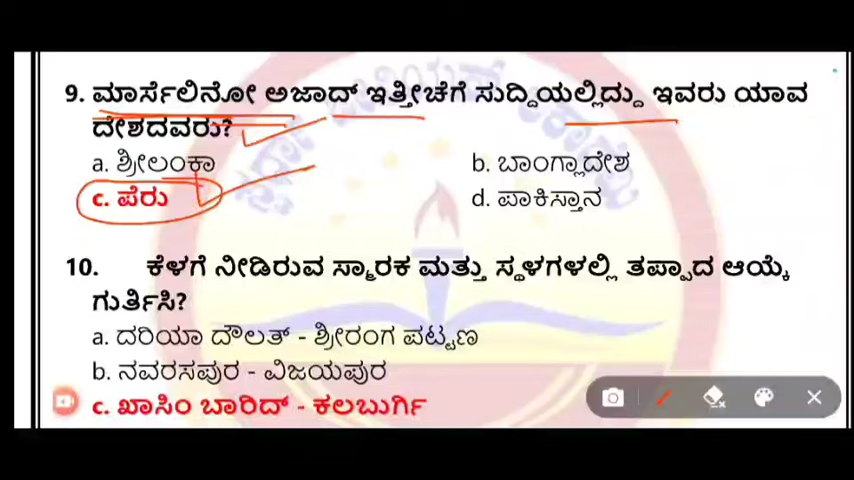 9. ಮಾರ್ಸೆಲಿನೋ ಅಜಾದ್ ಇತ್ತೀಚೆಗೆ ಸುದ್ದಿಯಲ್ಲಿದ್ದು ಇವರು ಯಾವ
ದೇಶದವರು?
a. ಶ್ರೀಲಂಕಾ b. ಬಾಂಗ್ಲಾದೇಶ
c. ಪೆರು d. ಪಾಕಿಸ್ತಾನ
10. ಕೆಳಗೆ ನೀಡಿರುವ ಸ್ಮಾರಕ ಮತ್ತು ಸ್ಥಳಗಳಲ್ಲಿ ತಪ್ಪಾದ ಆಯ್ಕೆ
ಗುರ್ತಿಸಿ?
a. ದರಿಯಾ ದೌಲತ್ - ಶ್ರೀರಂಗ ಪಟ್ಟಣ
b. ನವರಸಪುರ - ವಿಜಯಪುರ
c. ಖಾಸಿಂ ಬಾರಿದ್ - ಕಲಬುರ್ಗಿ